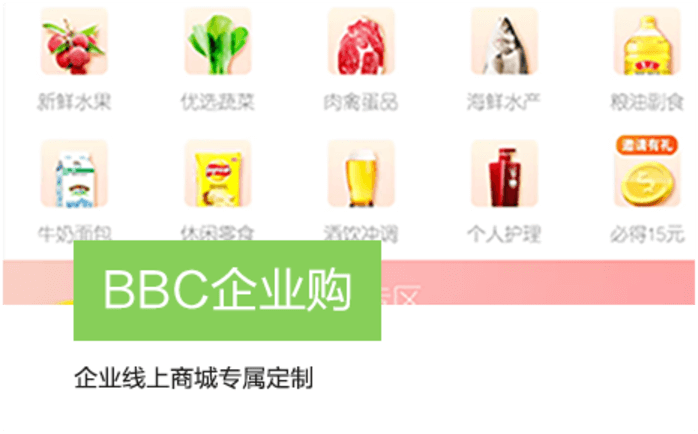 新鲜水果 优选蔬菜 肉禽蛋品 海鲜水产 粮油副食
邀请有礼
牛奶面包 休闲零食 酒饮冲调 个人护理 必得15元
专区
BBC企业购
企业线上商城专属定制